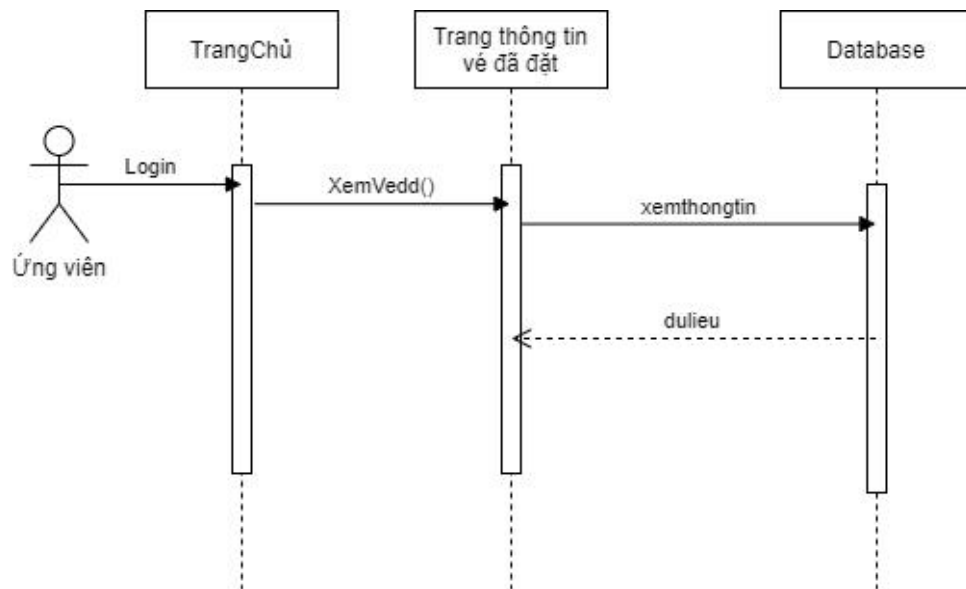 TrangChủ
Trang thông tin
vé đã đặt
Database
Login
XemVedd()
xemthongtin
Ứng viên
dulieu